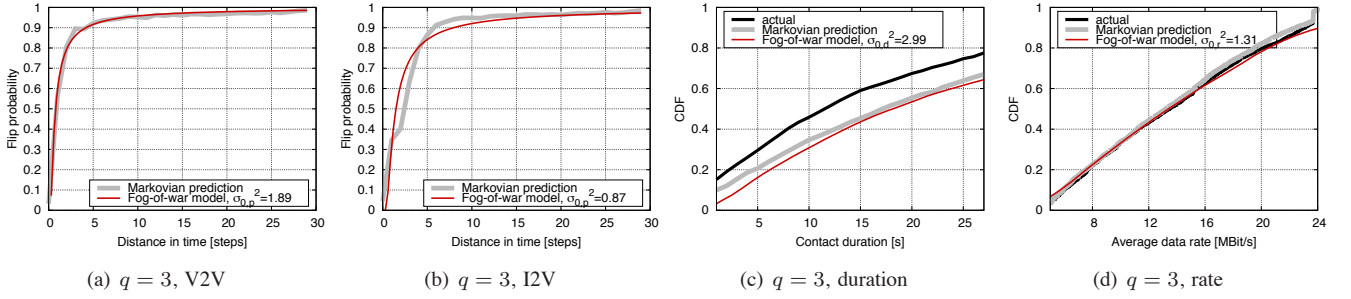 Flip probability
1
0.9
0.8
0.7
0.6
0.5
0.4
0.3
0.2
0.1
0
0 5 10 15 20 25 30
Distance in time [steps]
Markovian prediction
Fog-of-war model, σ0,p²=1.89
(a) q = 3, V2V
Flip probability
1
0.9
0.8
0.7
0.6
0.5
0.4
0.3
0.2
0.1
0
0 5 10 15 20 25 30
Distance in time [steps]
Markovian prediction
Fog-of-war model, σ0,p²=0.87
(b) q = 3, I2V
CDF
1
0.8
0.6
0.4
0.2
0
5 10 15 20 25
Contact duration [s]
actual
Markovian prediction
Fog-of-war model, σ0,d²=2.99
(c) q = 3, duration
CDF
1
0.8
0.6
0.4
0.2
0
8 12 16 20 24
Average data rate [MBit/s]
actual
Markovian prediction
Fog-of-war model, σ0,r²=1.31
(d) q = 3, rate